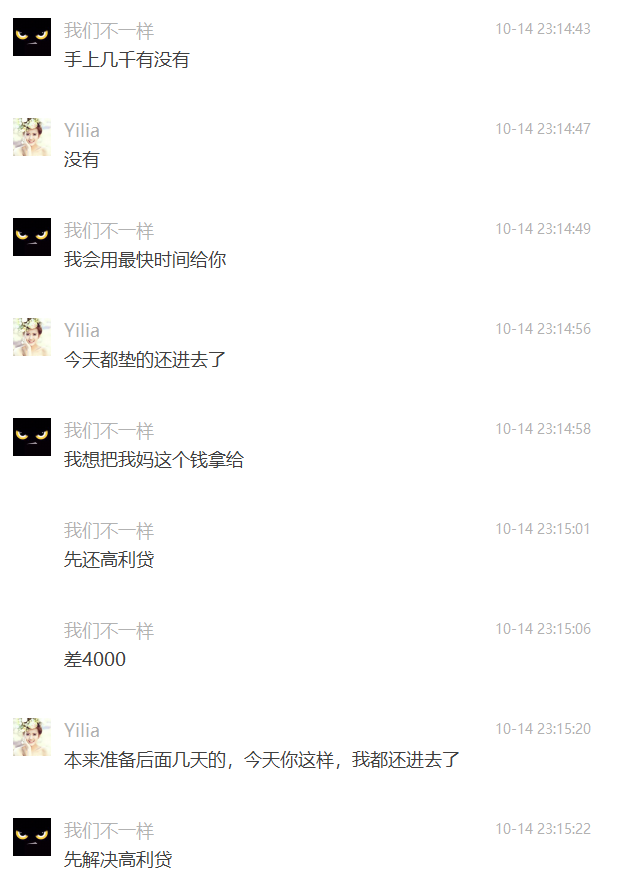 我们不一样 10-14 23:14:43
手上几千有没有
Yilia 10-14 23:14:47
没有
我们不一样 10-14 23:14:49
我会用最快时间给你
Yilia 10-14 23:14:56
今天都垫的还进去了
我们不一样 10-14 23:14:58
我想把我妈这个钱拿给
我们不一样 10-14 23:15:01
先还高利贷
我们不一样 10-14 23:15:06
差4000
Yilia 10-14 23:15:20
本来准备后面几天的，今天你这样，我都还进去了
我们不一样 10-14 23:15:22
先解决高利贷